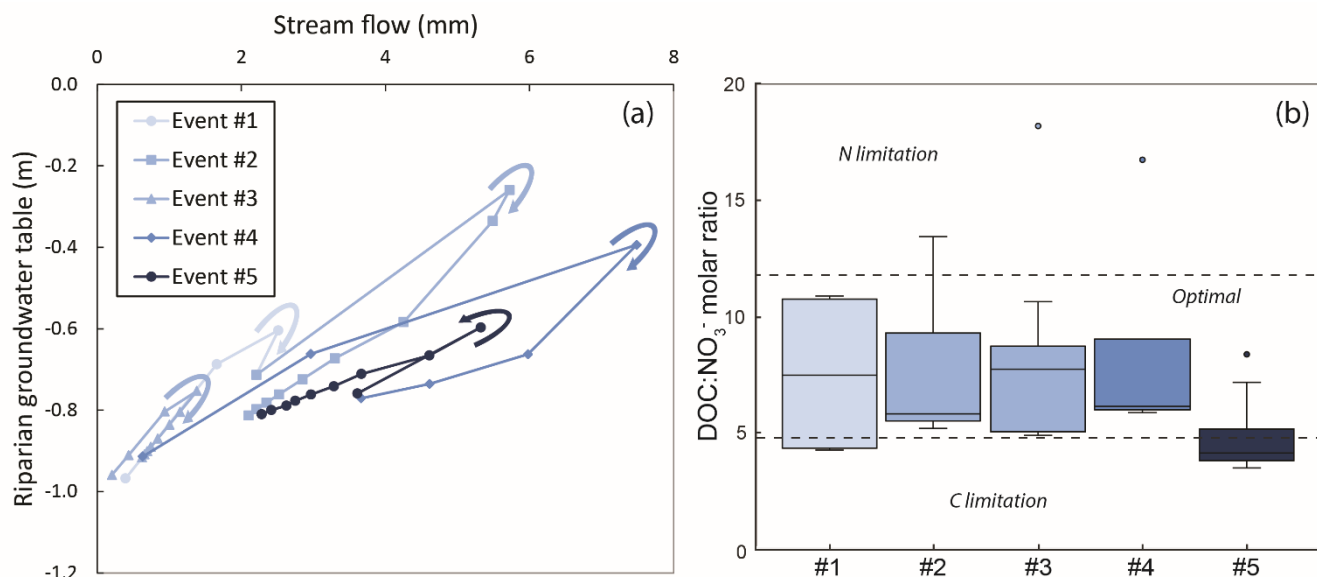 Stream flow (mm)
0 2 4 6 8
Riparian groundwater table (m)
0.0
-0.2
-0.4
-0.6
-0.8
-1.0
-1.2
Event #1
Event #2
Event #3
Event #4
Event #5
(a)
DOC:NO₃⁻ molar ratio
20
15
10
5
0
(b)
N limitation
Optimal
C limitation
#1 #2 #3 #4 #5